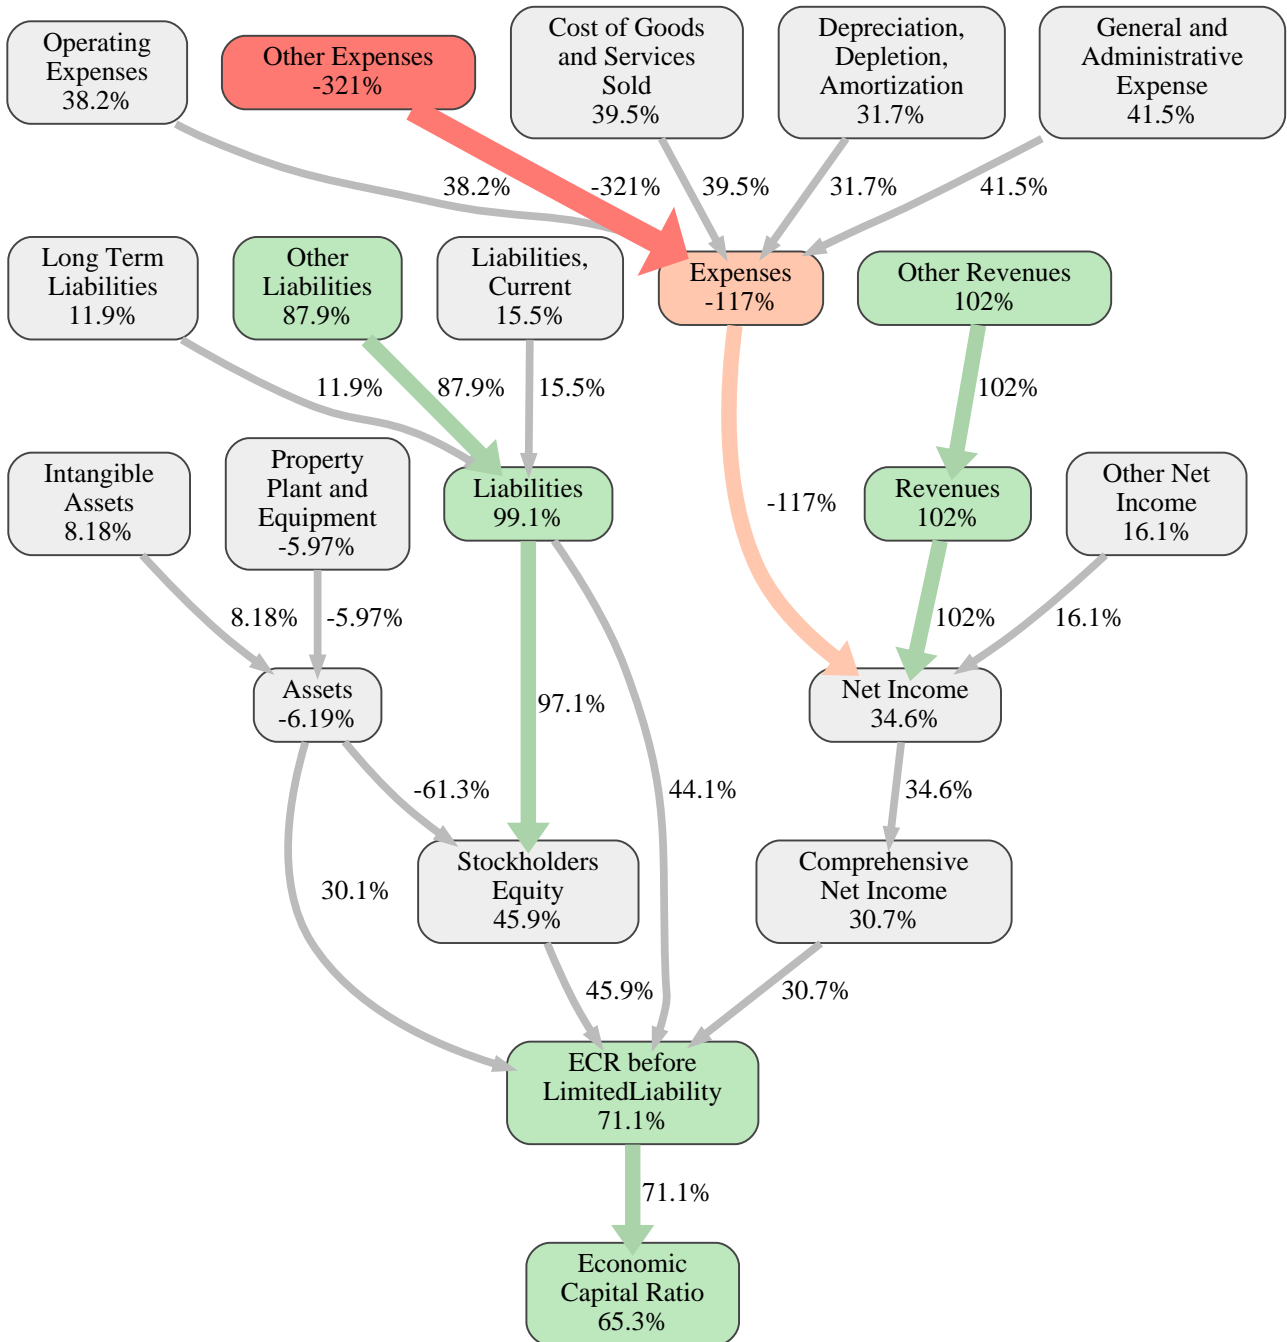 Operating
Expenses
38.2%
Other Expenses
-321%
Cost of Goods
and Services
Sold
39.5%
Depreciation,
Depletion,
Amortization
31.7%
General and
Administrative
Expense
41.5%
38.2%
-321%
39.5%
31.7%
41.5%
Long Term
Liabilities
11.9%
Other
Liabilities
87.9%
Liabilities,
Current
15.5%
Expenses
-117%
Other Revenues
102%
11.9%
87.9%
15.5%
102%
Intangible
Assets
8.18%
Property
Plant and
Equipment
-5.97%
Liabilities
99.1%
-117%
Revenues
102%
Other Net
Income
16.1%
8.18%
-5.97%
102%
16.1%
Assets
-6.19%
97.1%
Net Income
34.6%
-61.3%
44.1%
34.6%
30.1%
Stockholders
Equity
45.9%
Comprehensive
Net Income
30.7%
45.9%
30.7%
ECR before
LimitedLiability
71.1%
71.1%
Economic
Capital Ratio
65.3%